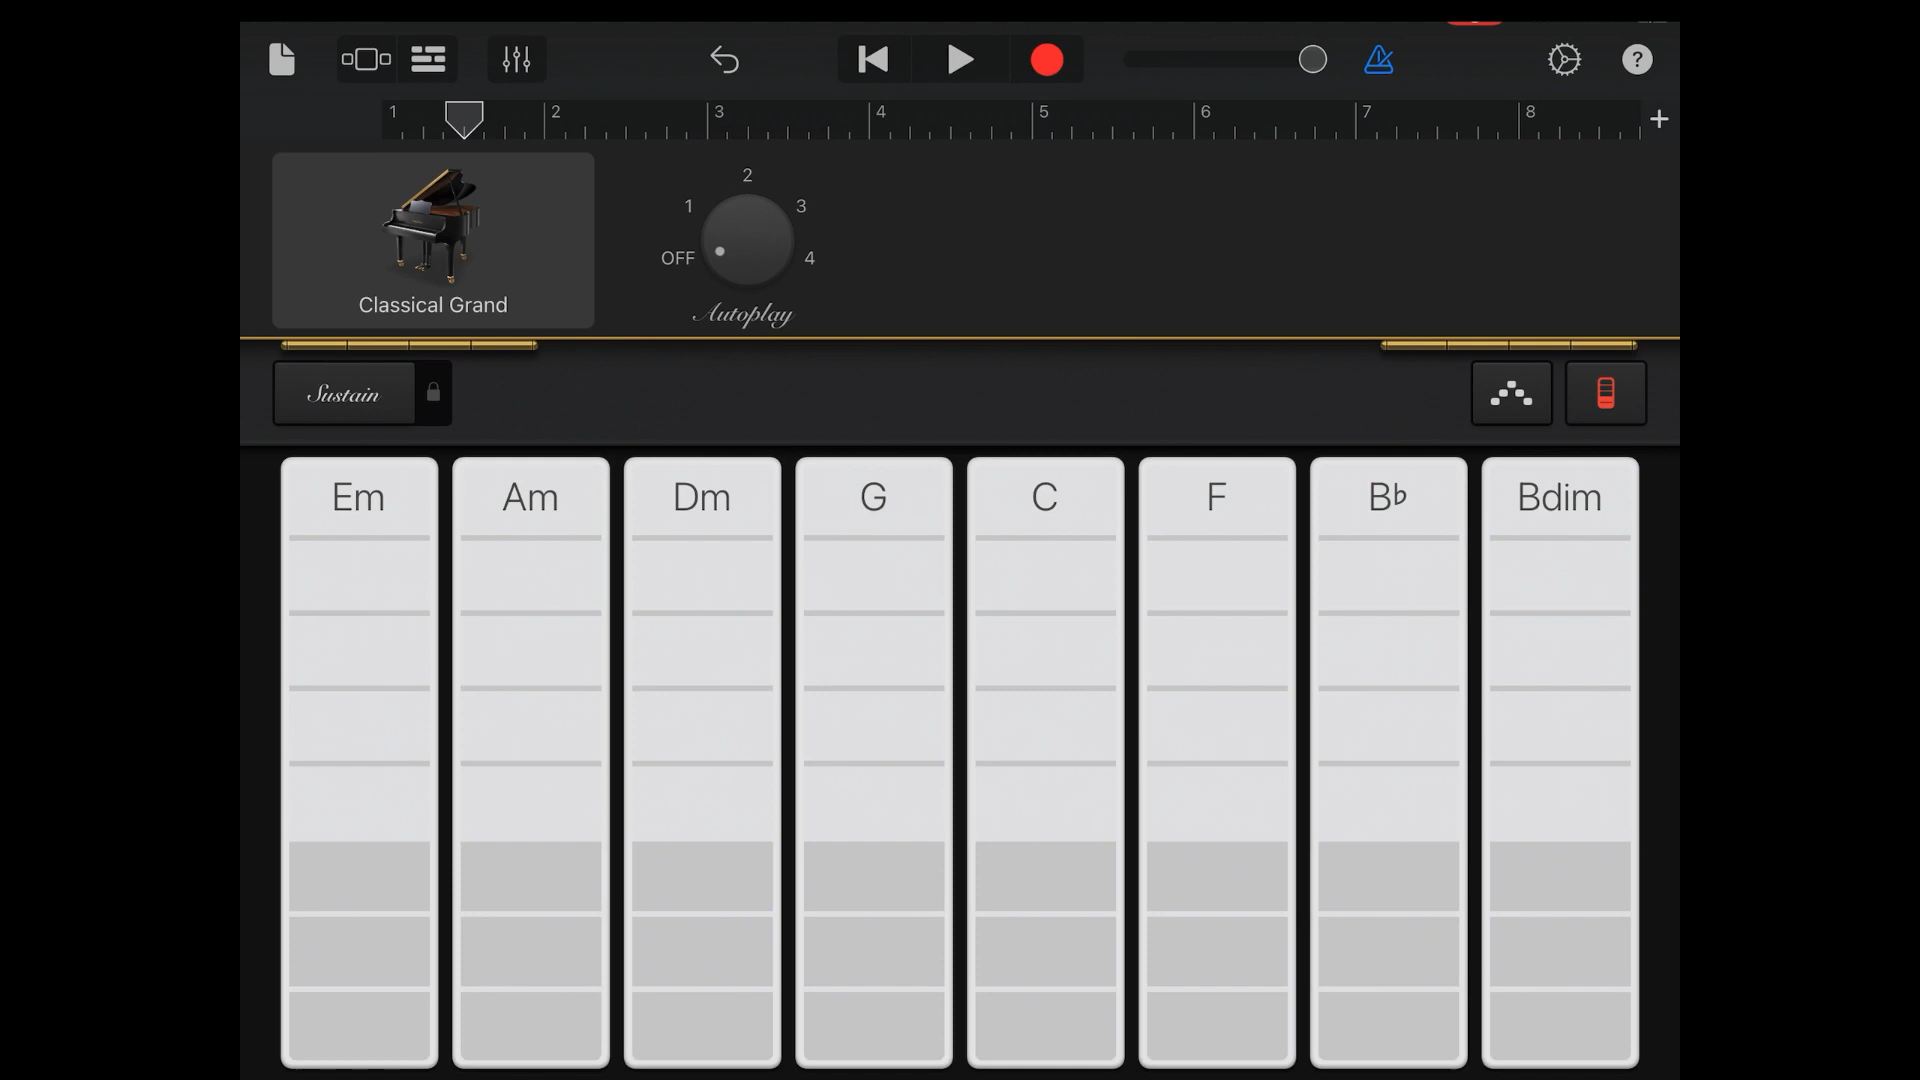 ?
1 2 3 4 5 6 7 8 +
2
1 3
OFF 4
Classical Grand
Autoplay
Sustain
Em Am Dm G C F B♭ Bdim